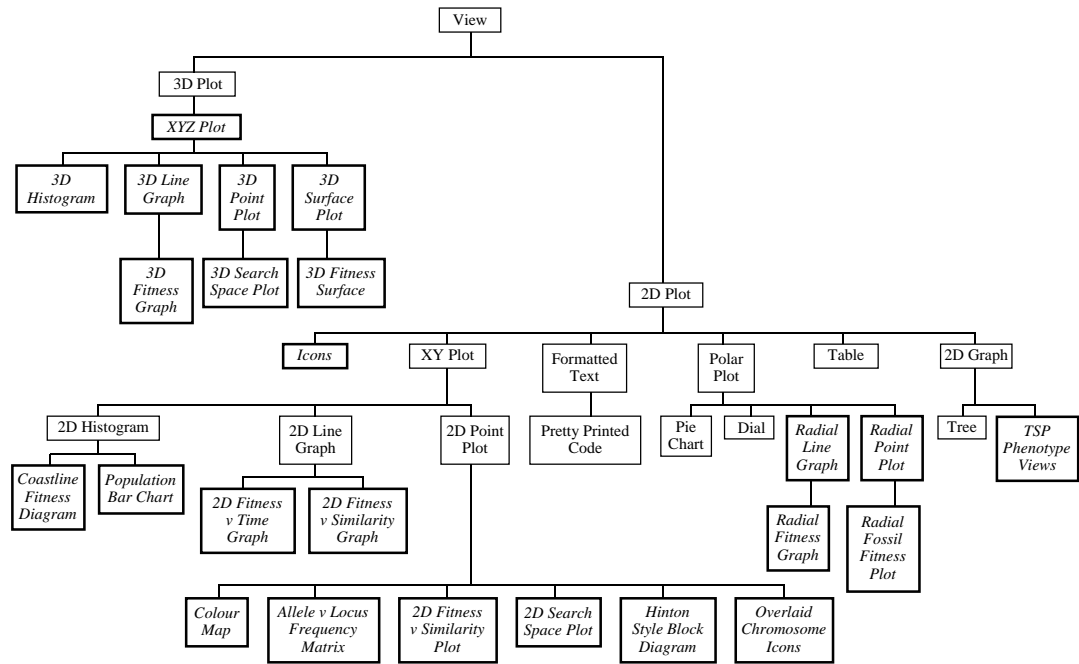 View
3D Plot
XYZ Plot
3D
Histogram
3D Line
Graph
3D
Point
Plot
3D
Surface
Plot
3D
Fitness
Graph
3D Search
Space Plot
3D Fitness
Surface
2D Plot
Icons
XY Plot
Formatted
Text
Polar
Plot
Table
2D Graph
2D Histogram
2D Line
Graph
2D Point
Plot
Pretty Printed
Code
Pie
Chart
Dial
Radial
Line
Graph
Radial
Point
Plot
Tree
TSP
Phenotype
Views
Coastline
Fitness
Diagram
Population
Bar Chart
2D Fitness
v Time
Graph
2D Fitness
v Similarity
Graph
Radial
Fitness
Graph
Radial
Fossil
Fitness
Plot
Colour
Map
Allele v Locus
Frequency
Matrix
2D Fitness
v Similarity
Plot
2D Search
Space Plot
Hinton
Style Block
Diagram
Overlaid
Chromosome
Icons